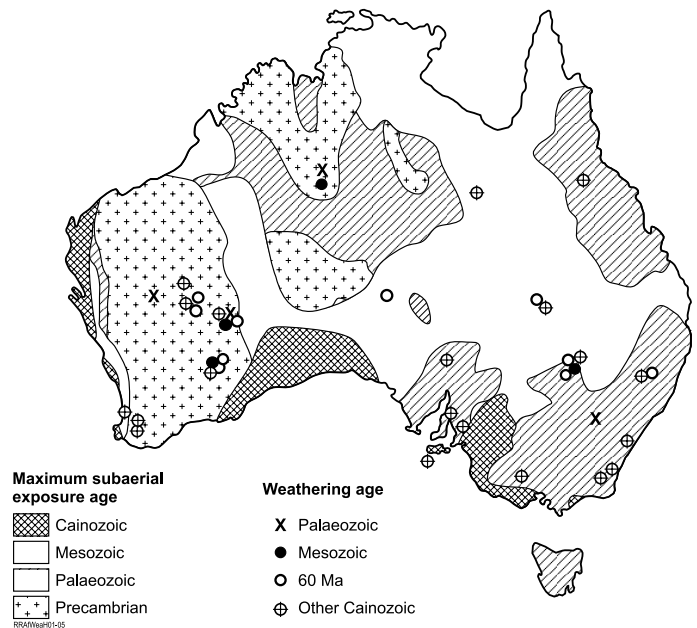 Maximum subaerial
exposure age
Cainozoic
Mesozoic
Palaeozoic
Precambrian
RRAfWeaH01-05
Weathering age
X Palaeozoic
Mesozoic
60 Ma
Other Cainozoic